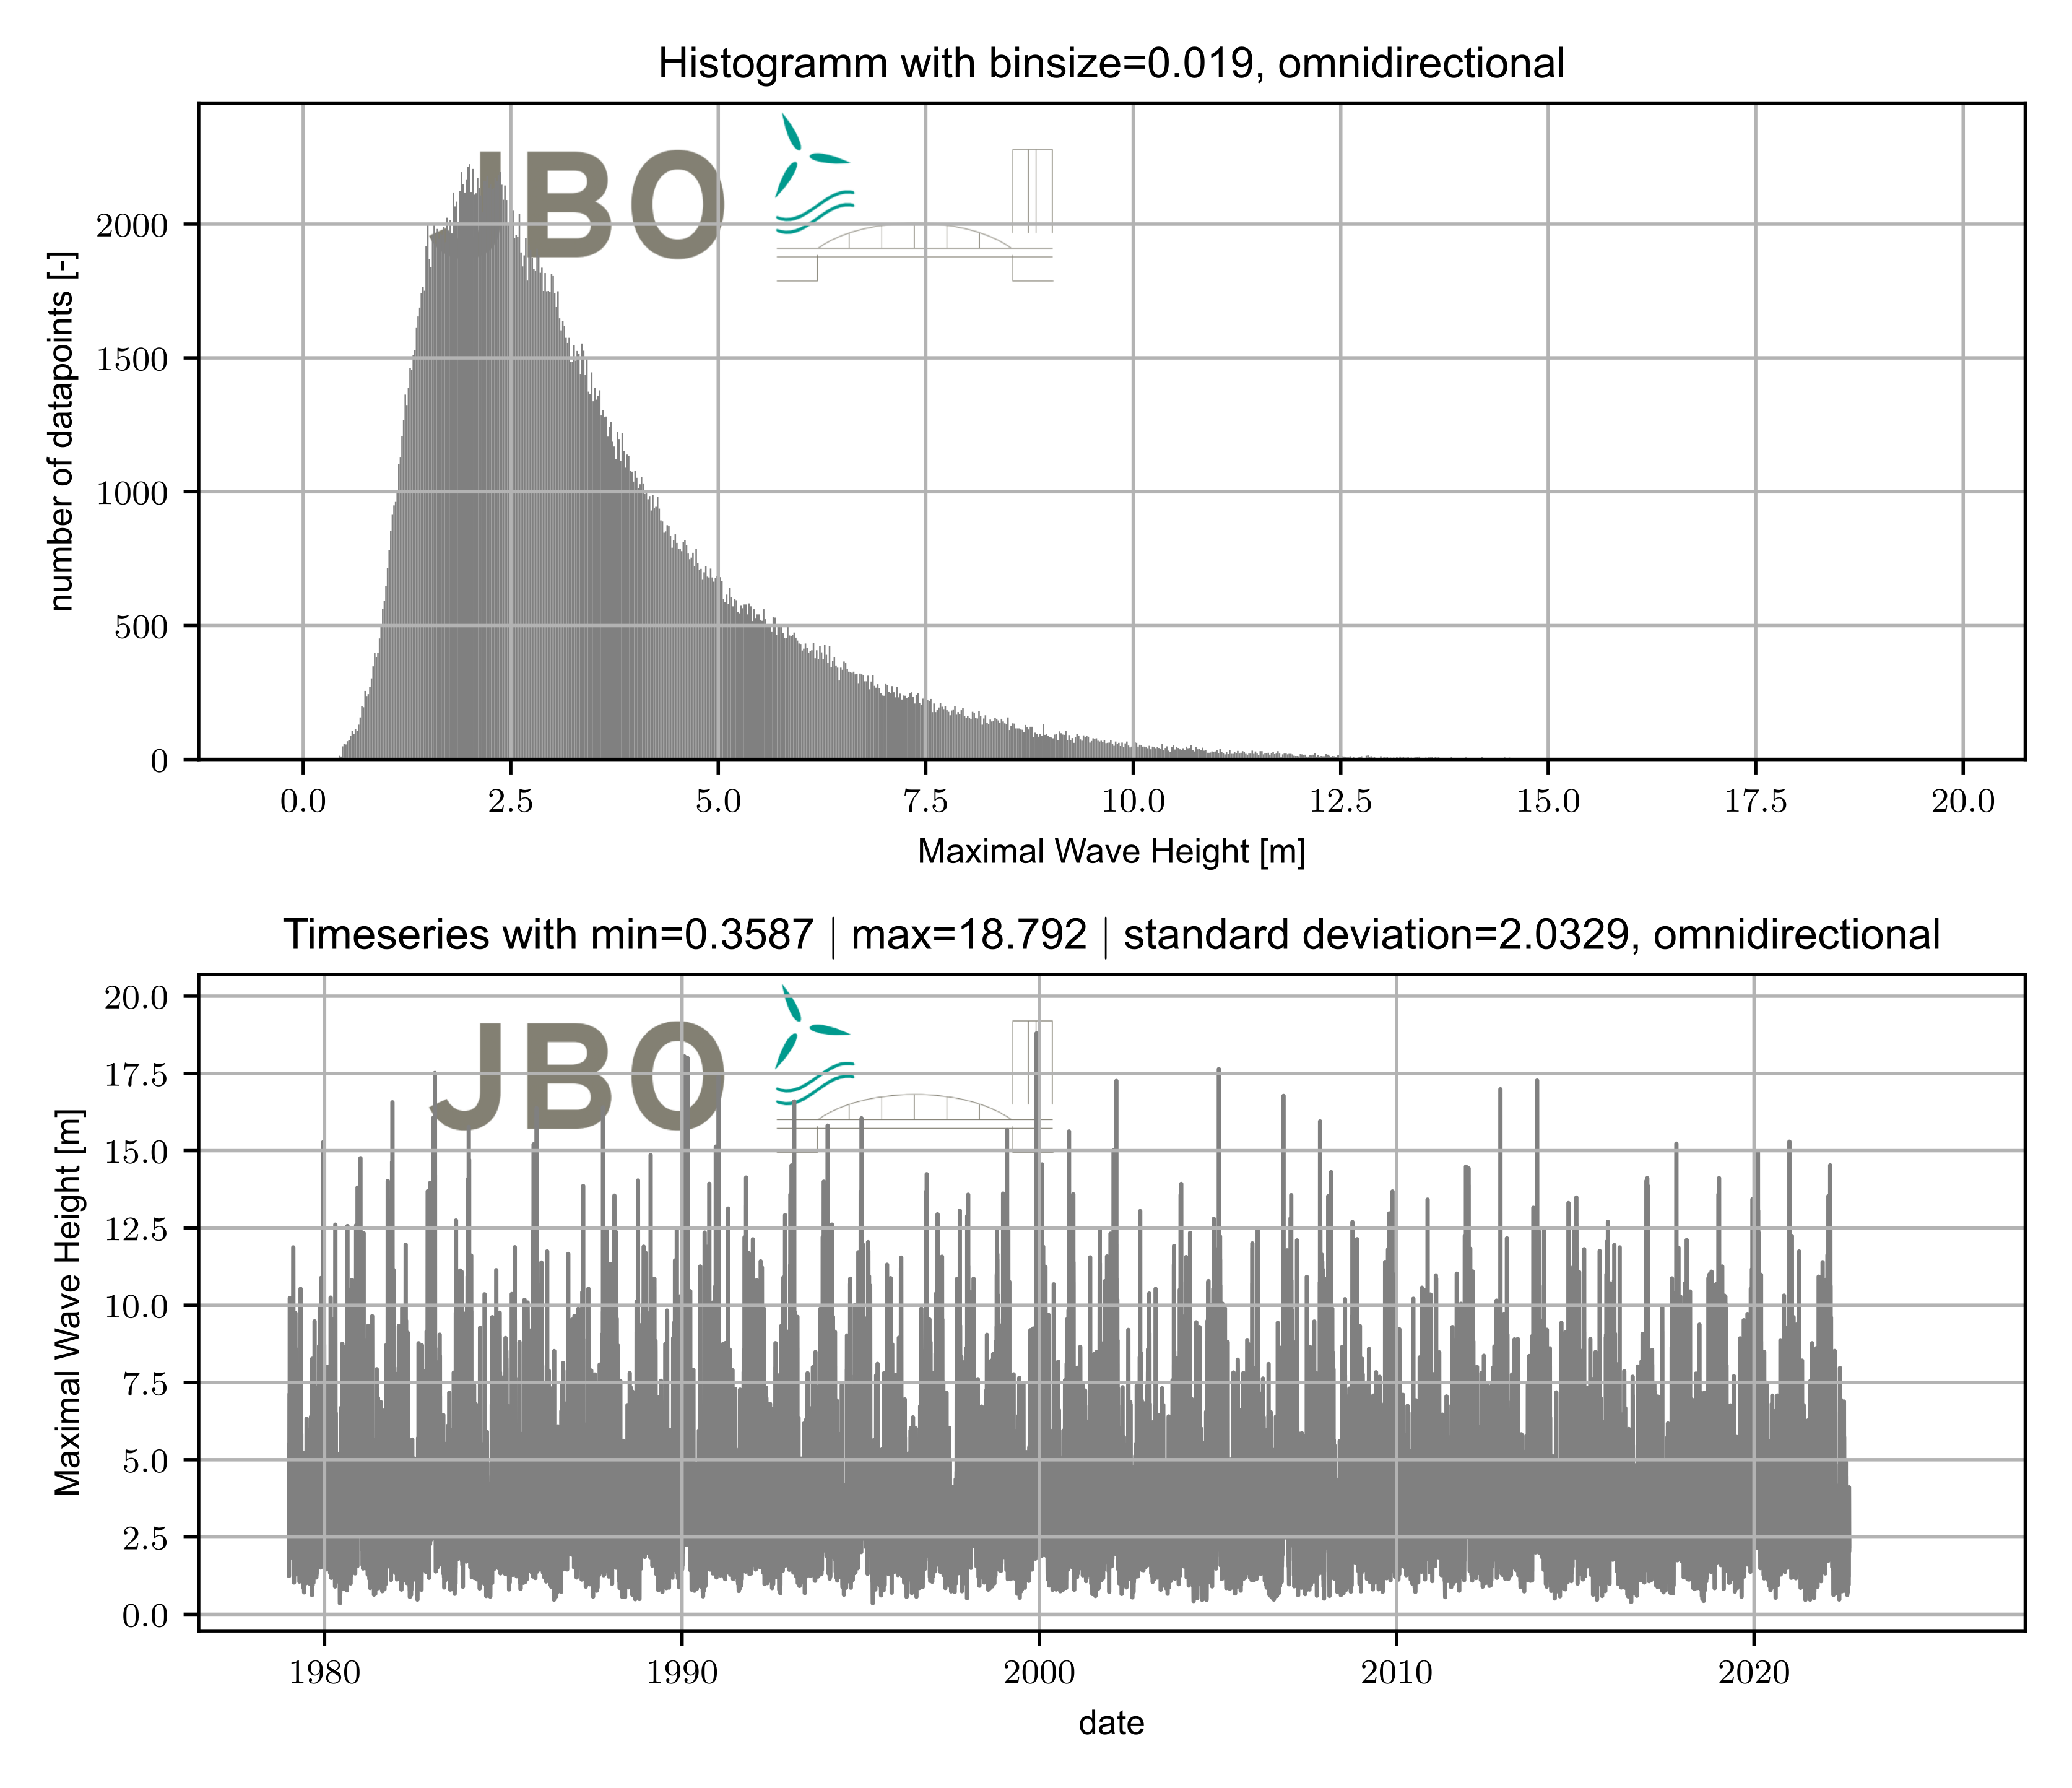 Histogramm with binsize=0.019, omnidirectional
JBO
number of datapoints [-]
2000
1500
1000
500
0
0.0 2.5 5.0 7.5 10.0 12.5 15.0 17.5 20.0
Maximal Wave Height [m]
Timeseries with min=0.3587 | max=18.792 | standard deviation=2.0329, omnidirectional
JBO
Maximal Wave Height [m]
20.0
17.5
15.0
12.5
10.0
7.5
5.0
2.5
0.0
1980 1990 2000 2010 2020
date